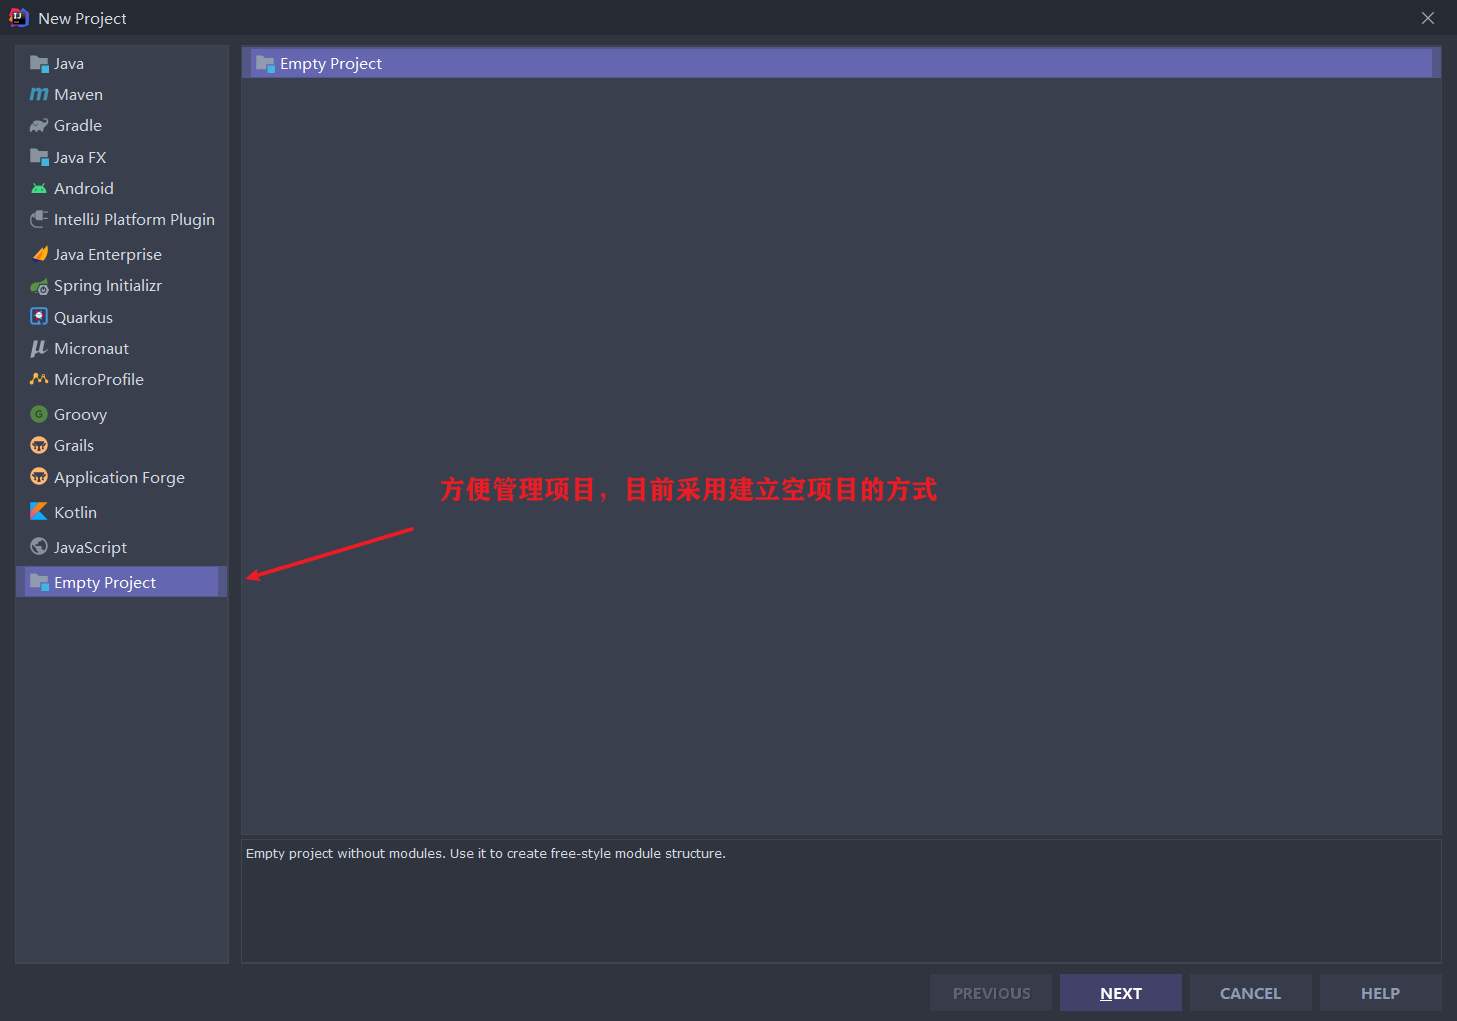 New Project
Java
Maven
Gradle
Java FX
Android
IntelliJ Platform Plugin
Java Enterprise
Spring Initializr
Quarkus
Micronaut
MicroProfile
Groovy
Grails
Application Forge
Kotlin
JavaScript
Empty Project
Empty Project
方便管理项目，目前采用建立空项目的方式
Empty project without modules. Use it to create free-style module structure.
PREVIOUS
NEXT
CANCEL
HELP